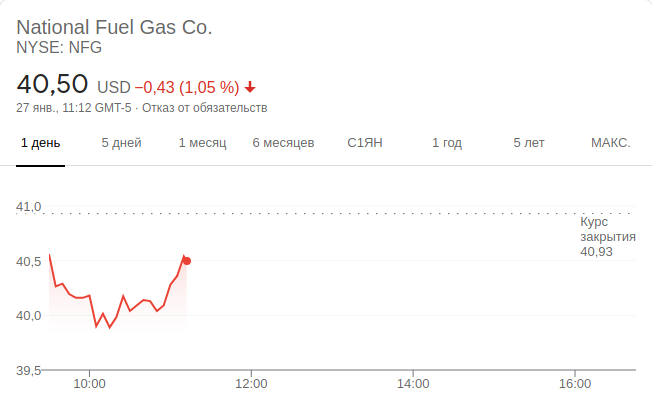 National Fuel Gas Co.
NYSE: NFG
40,50 USD −0,43 (1,05 %)
27 янв., 11:12 GMT-5 · Отказ от обязательств
1 день 5 дней 1 месяц 6 месяцев С1ЯН 1 год 5 лет МАКС.
41,0
Курс
закрытия
40,93
40,5
40,0
39,5
10:00 12:00 14:00 16:00